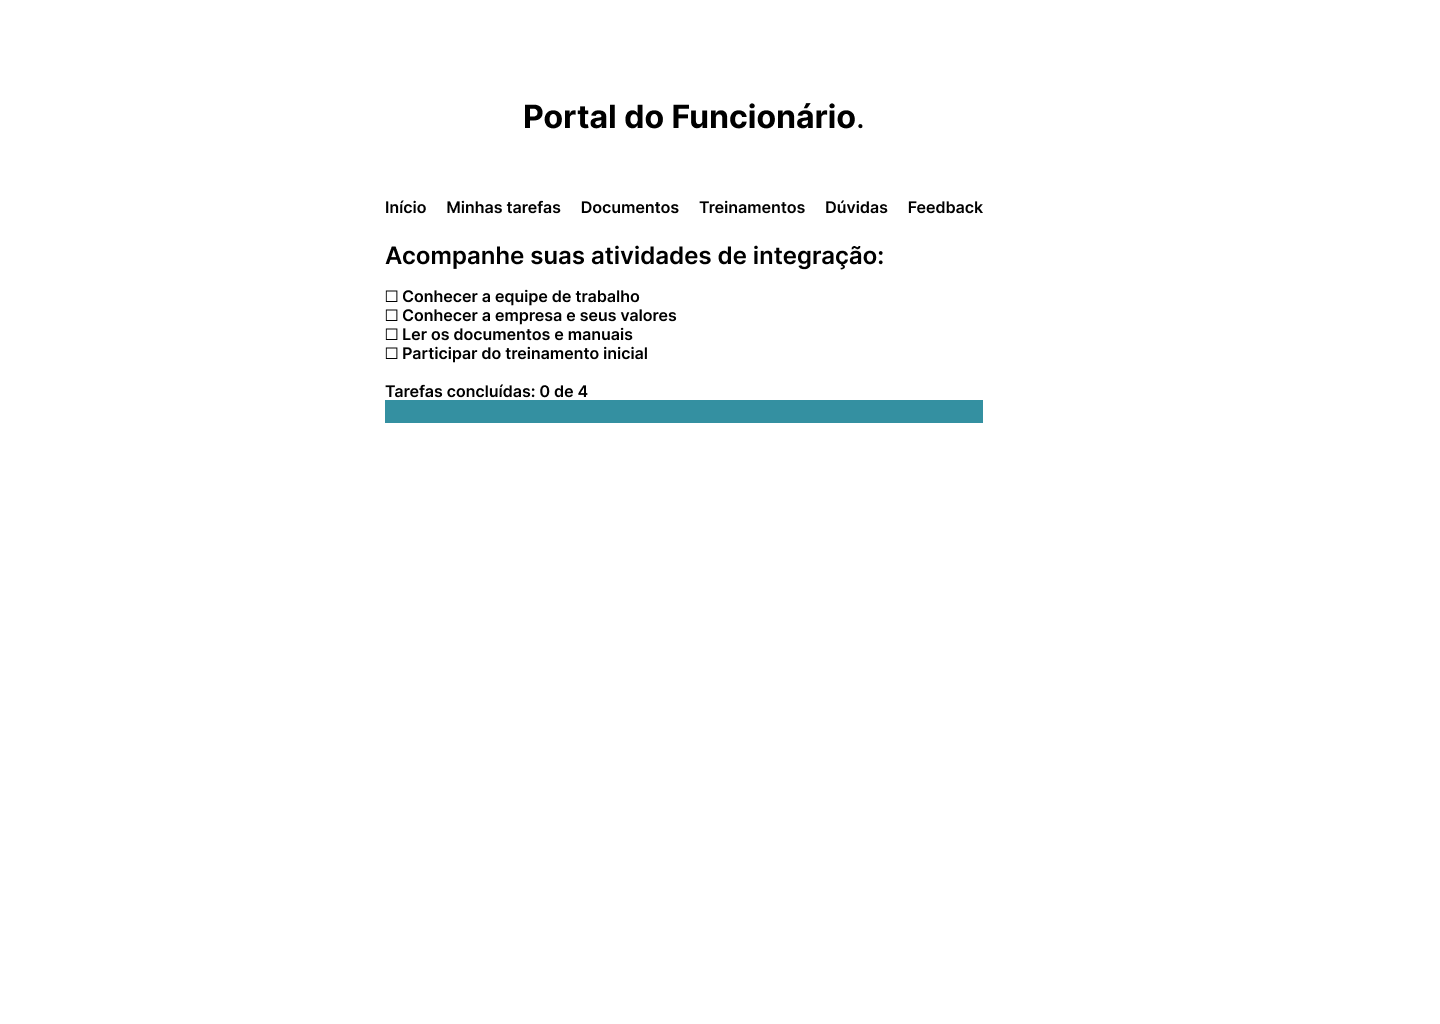 Portal do Funcionário.
Início Minhas tarefas Documentos Treinamentos Dúvidas Feedback
Acompanhe suas atividades de integração:
☐ Conhecer a equipe de trabalho
☐ Conhecer a empresa e seus valores
☐ Ler os documentos e manuais
☐ Participar do treinamento inicial
Tarefas concluídas: 0 de 4